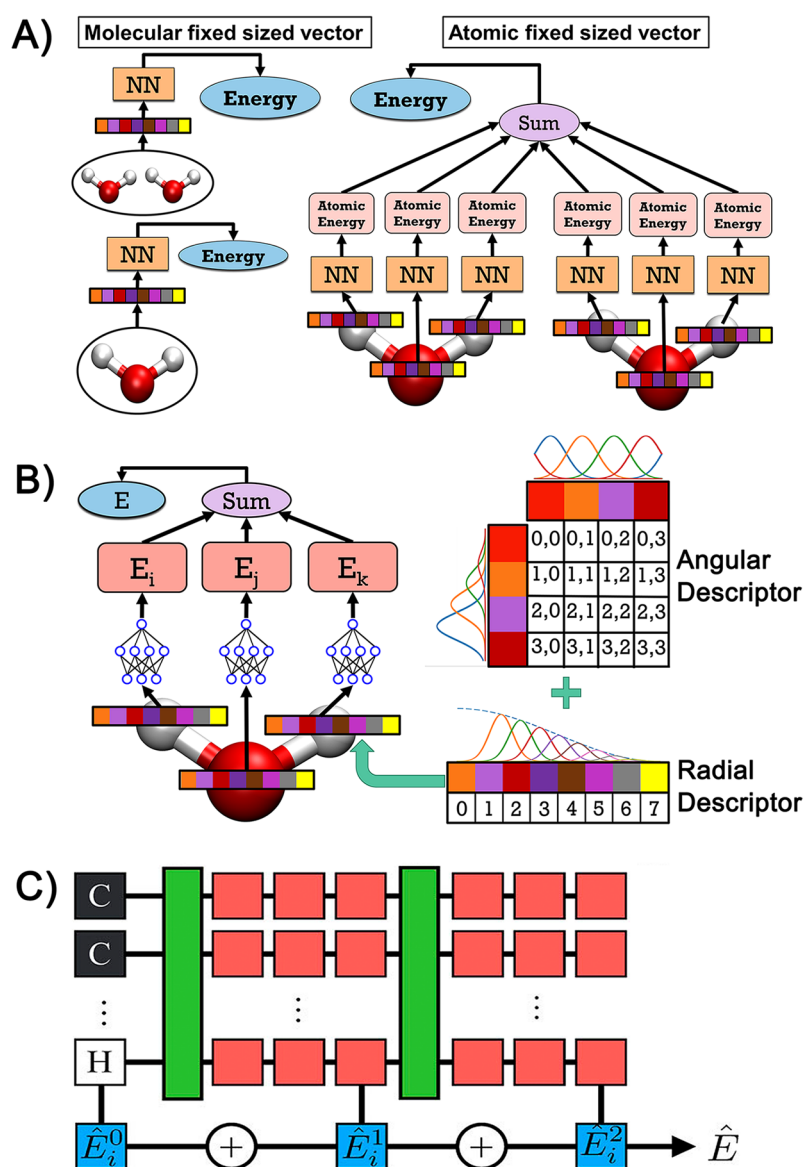 A)
Molecular fixed sized vector
Atomic fixed sized vector
NN
Energy
Energy
Sum
NN
Energy
Atomic Energy
Atomic Energy
Atomic Energy
Atomic Energy
Atomic Energy
Atomic Energy
NN
NN
NN
NN
NN
NN
B)
E
Sum
E_i
E_j
E_k
0,0 0,1 0,2 0,3
1,0 1,1 1,2 1,3
2,0 2,1 2,2 2,3
3,0 3,1 3,2 3,3
Angular
Descriptor
0 1 2 3 4 5 6 7
Radial
Descriptor
C)
C
C
⋮ ⋮ ⋮
H
Ê_i^0 + Ê_i^1 + Ê_i^2 Ê